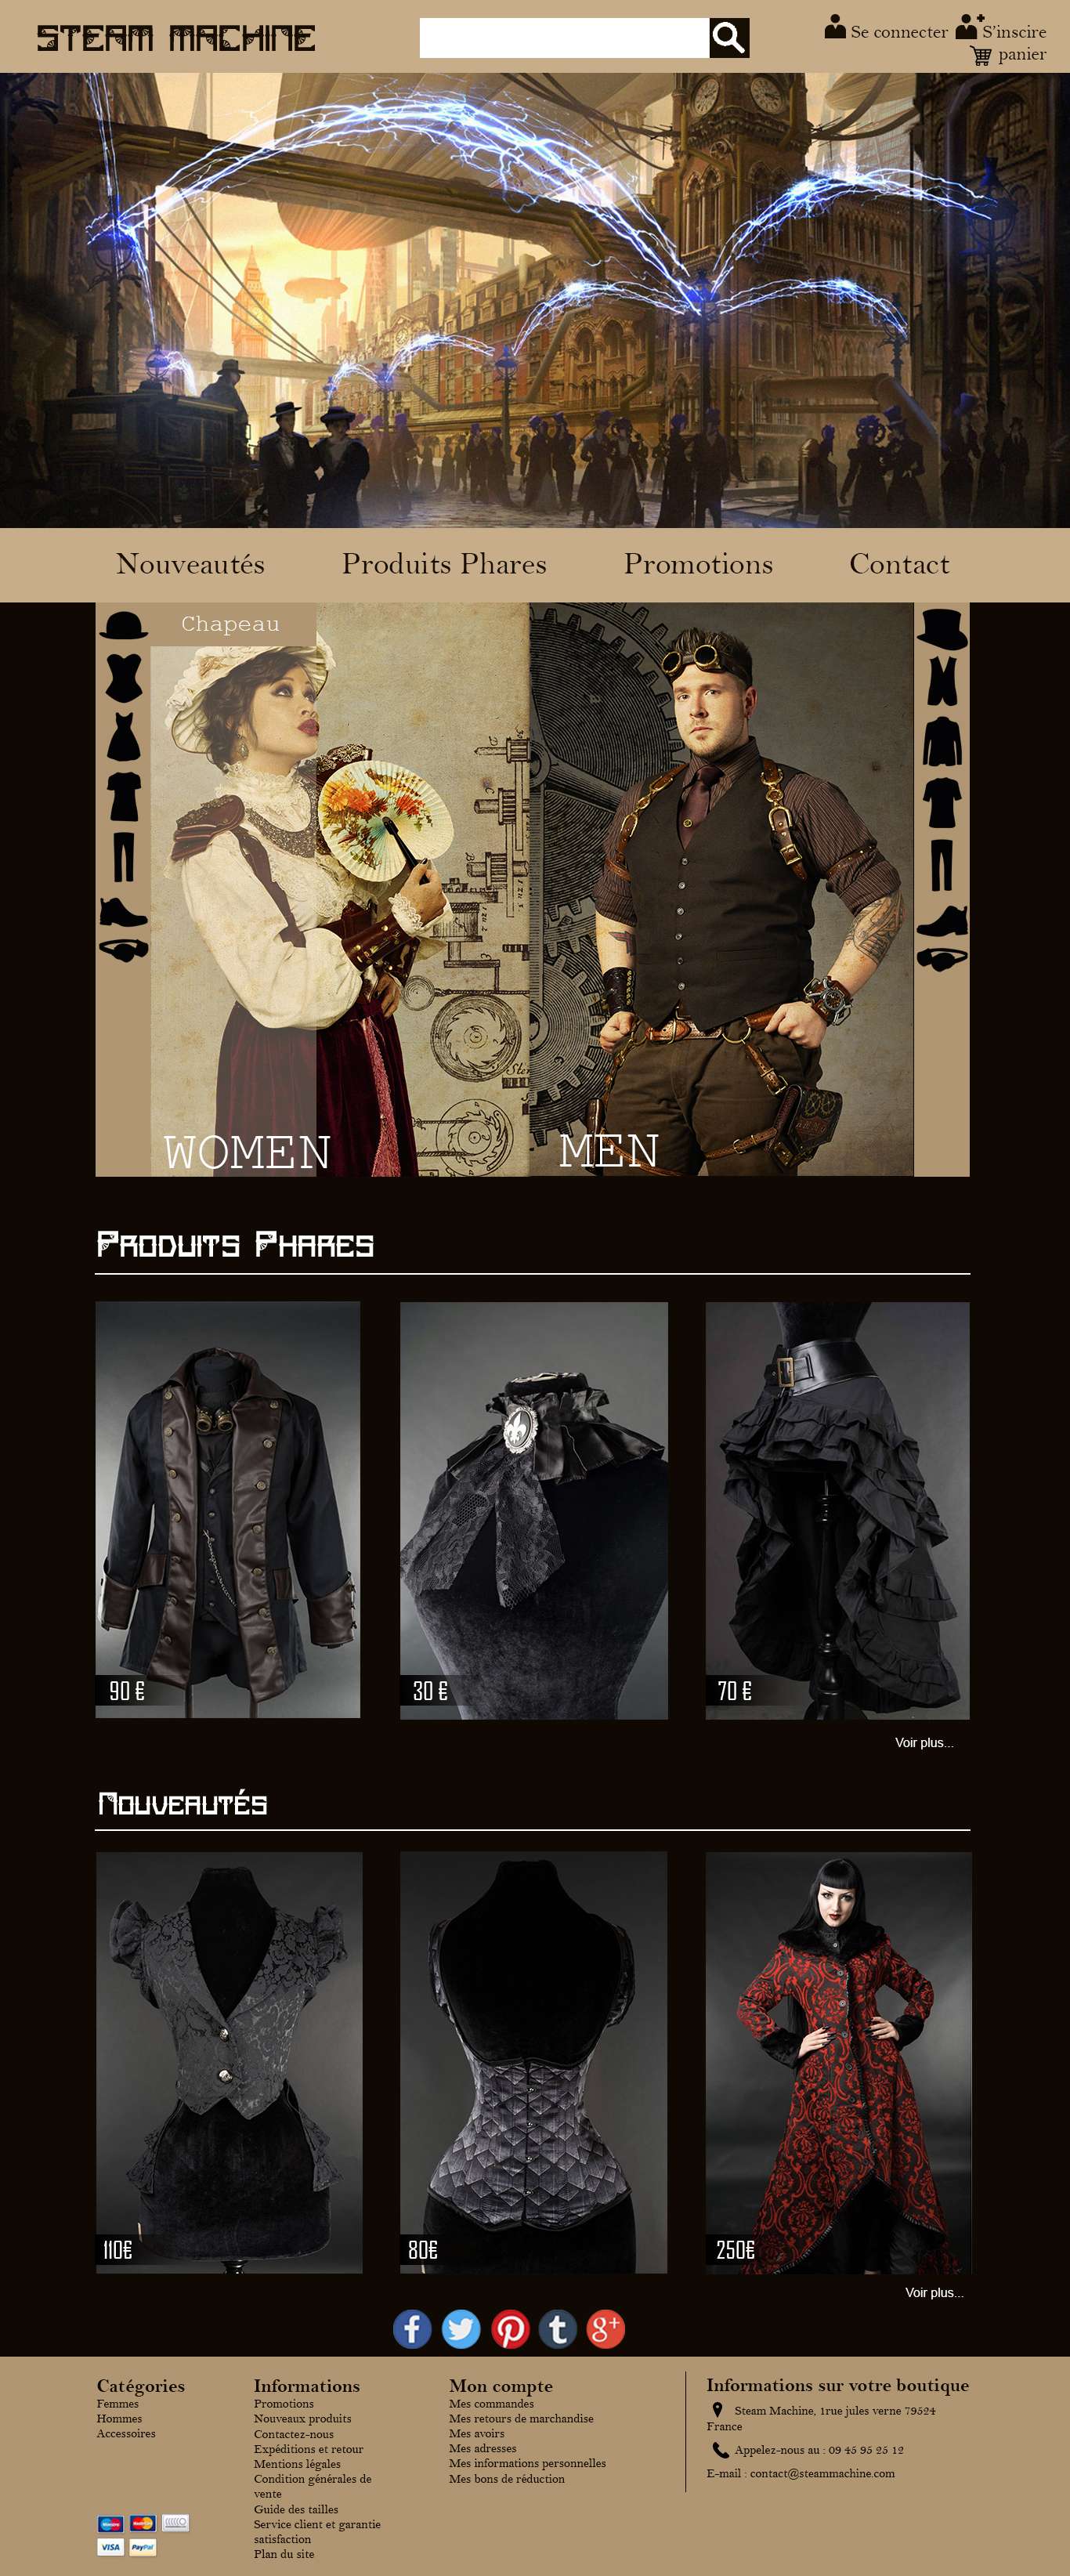 STEAM MACHINE
Se connecter S'inscire
panier
Nouveautés Produits Phares Promotions Contact
Chapeau
WOMEN MEN
Produits Phares
90 € 30 € 70 €
Voir plus...
Nouveautés
110€ 80€ 250€
Voir plus...
Catégories
Femmes
Hommes
Accessoires
VISA PayPal
Informations
Promotions
Nouveaux produits
Contactez-nous
Expéditions et retour
Mentions légales
Condition générales de
vente
Guide des tailles
Service client et garantie
satisfaction
Plan du site
Mon compte
Mes commandes
Mes retours de marchandise
Mes avoirs
Mes adresses
Mes informations personnelles
Mes bons de réduction
Informations sur votre boutique
Steam Machine, 1rue jules verne 79524
France
Appelez-nous au : 09 45 95 25 12
E-mail : contact@steammachine.com